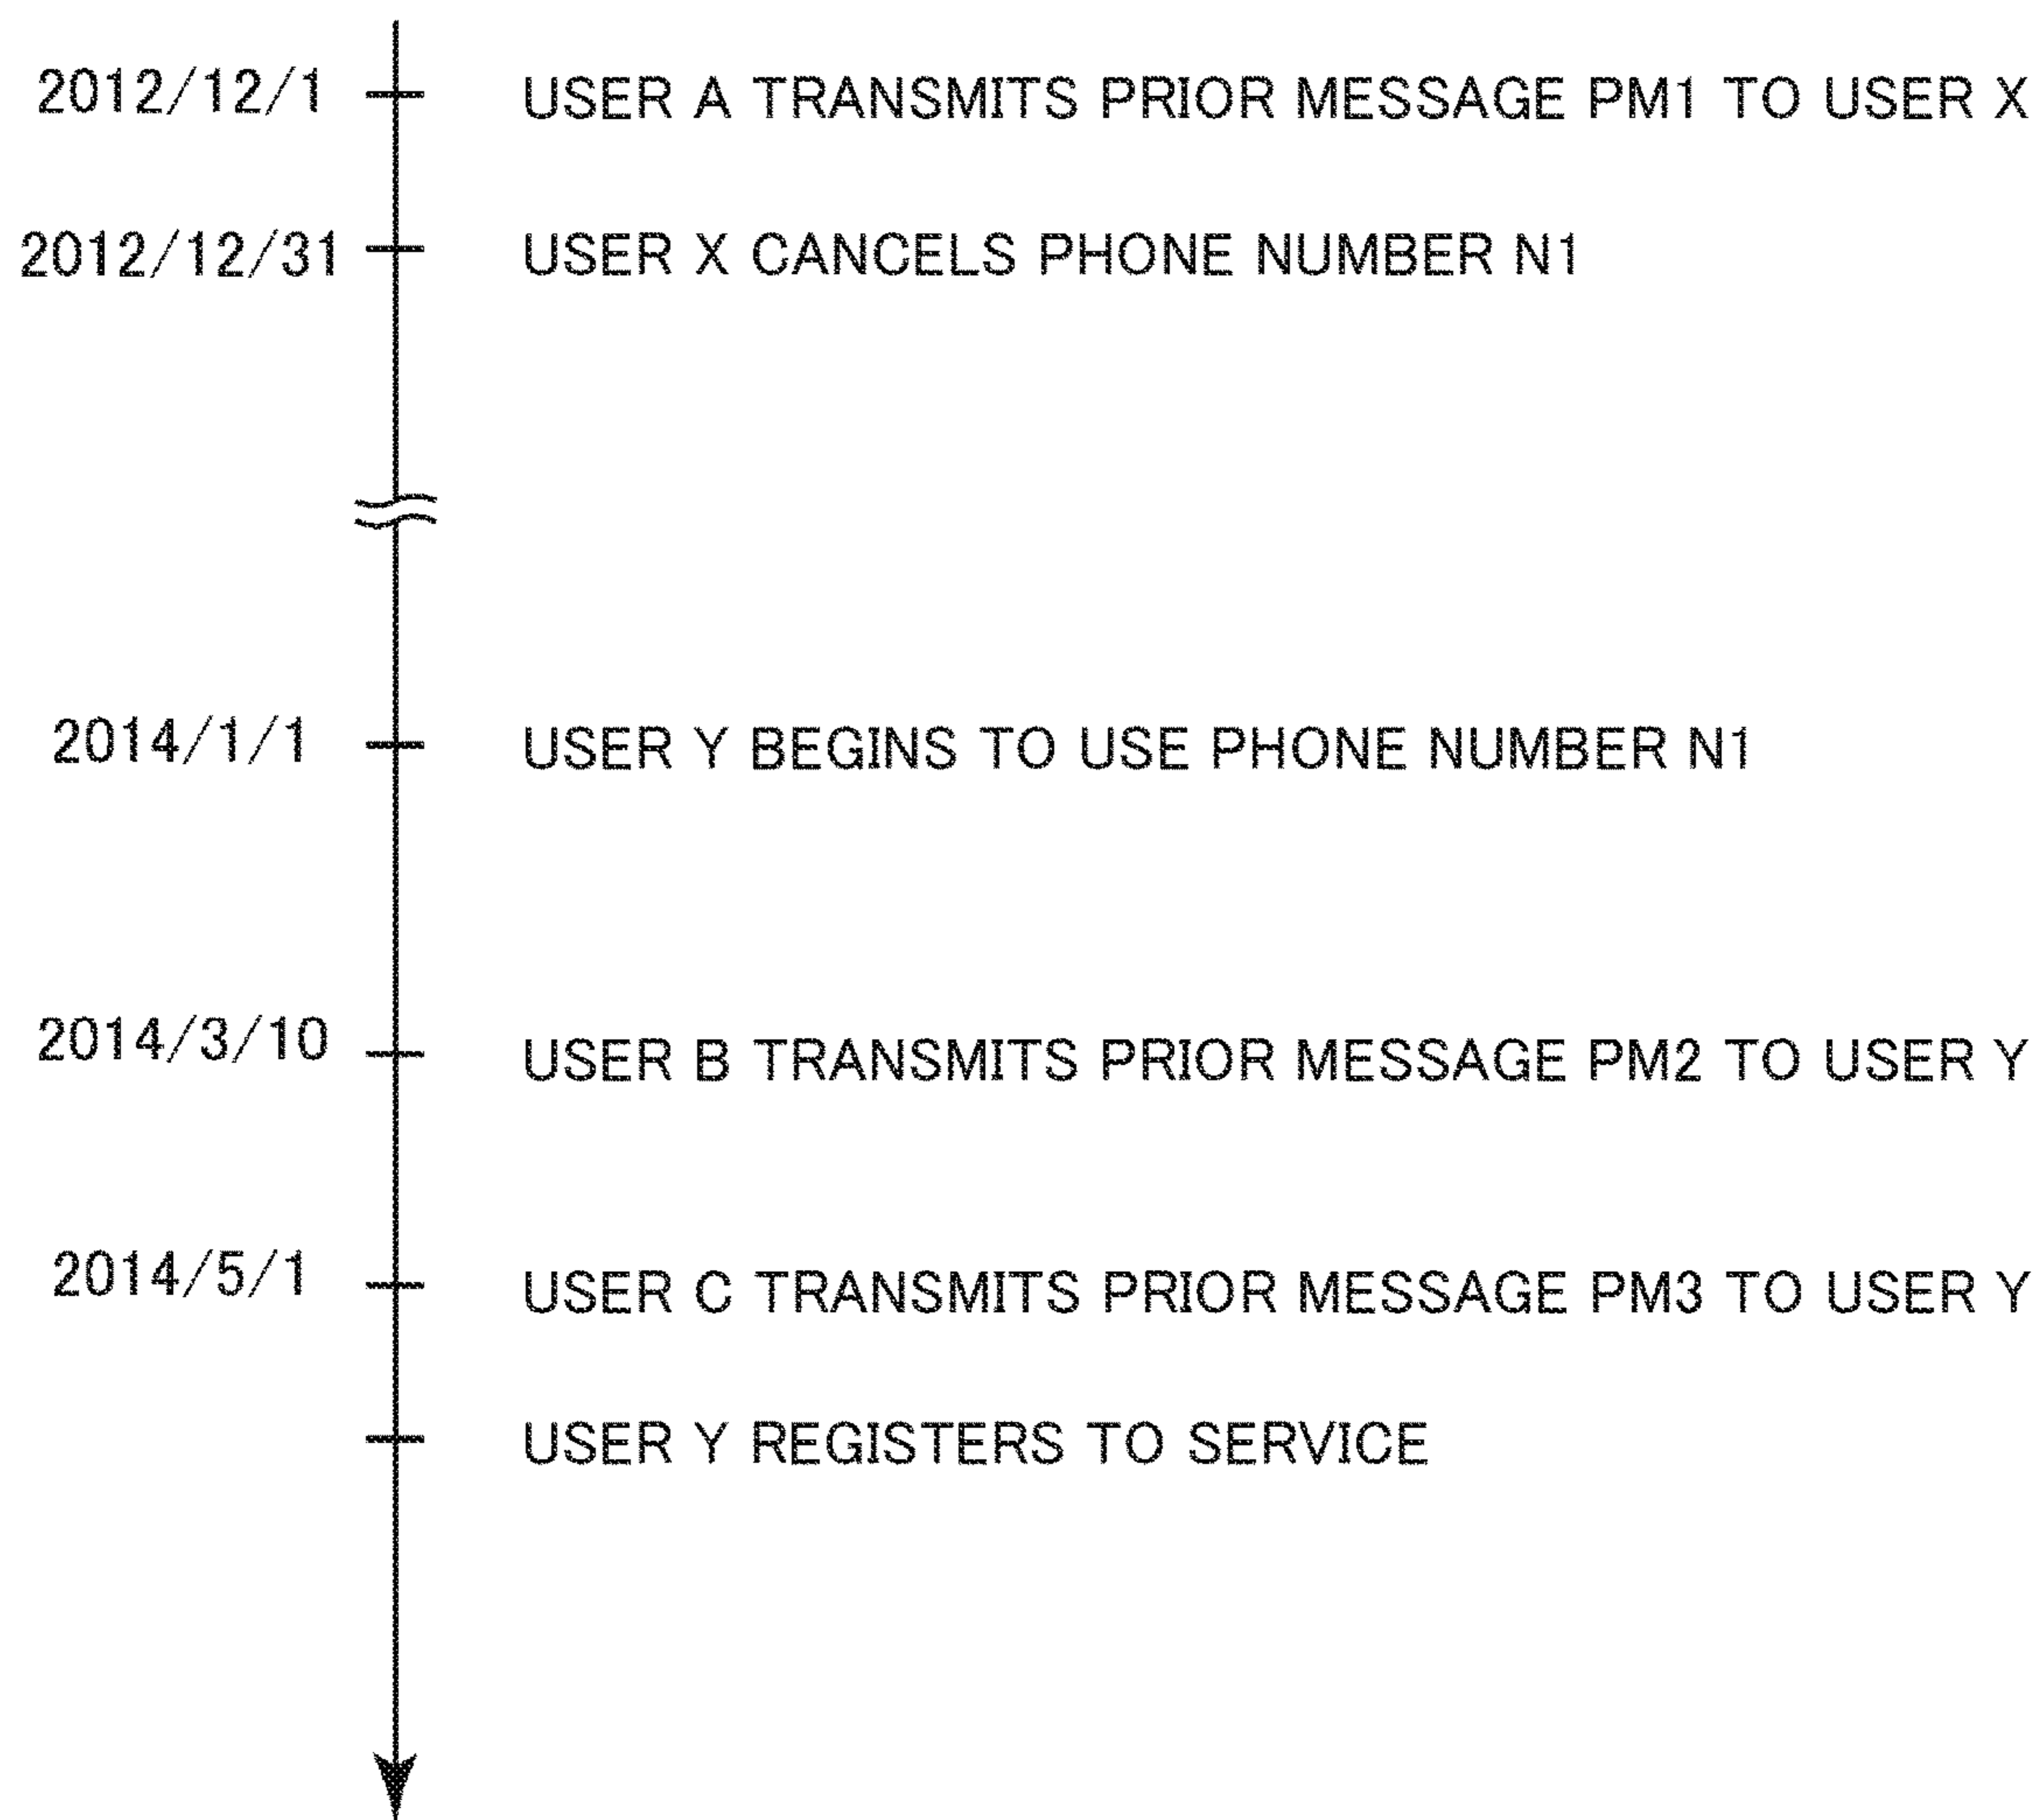 2012/12/1 USER A TRANSMITS PRIOR MESSAGE PM1 TO USER X
2012/12/31 USER X CANCELS PHONE NUMBER N1
2014/1/1 USER Y BEGINS TO USE PHONE NUMBER N1
2014/3/10 USER B TRANSMITS PRIOR MESSAGE PM2 TO USER Y
2014/5/1 USER C TRANSMITS PRIOR MESSAGE PM3 TO USER Y
USER Y REGISTERS TO SERVICE